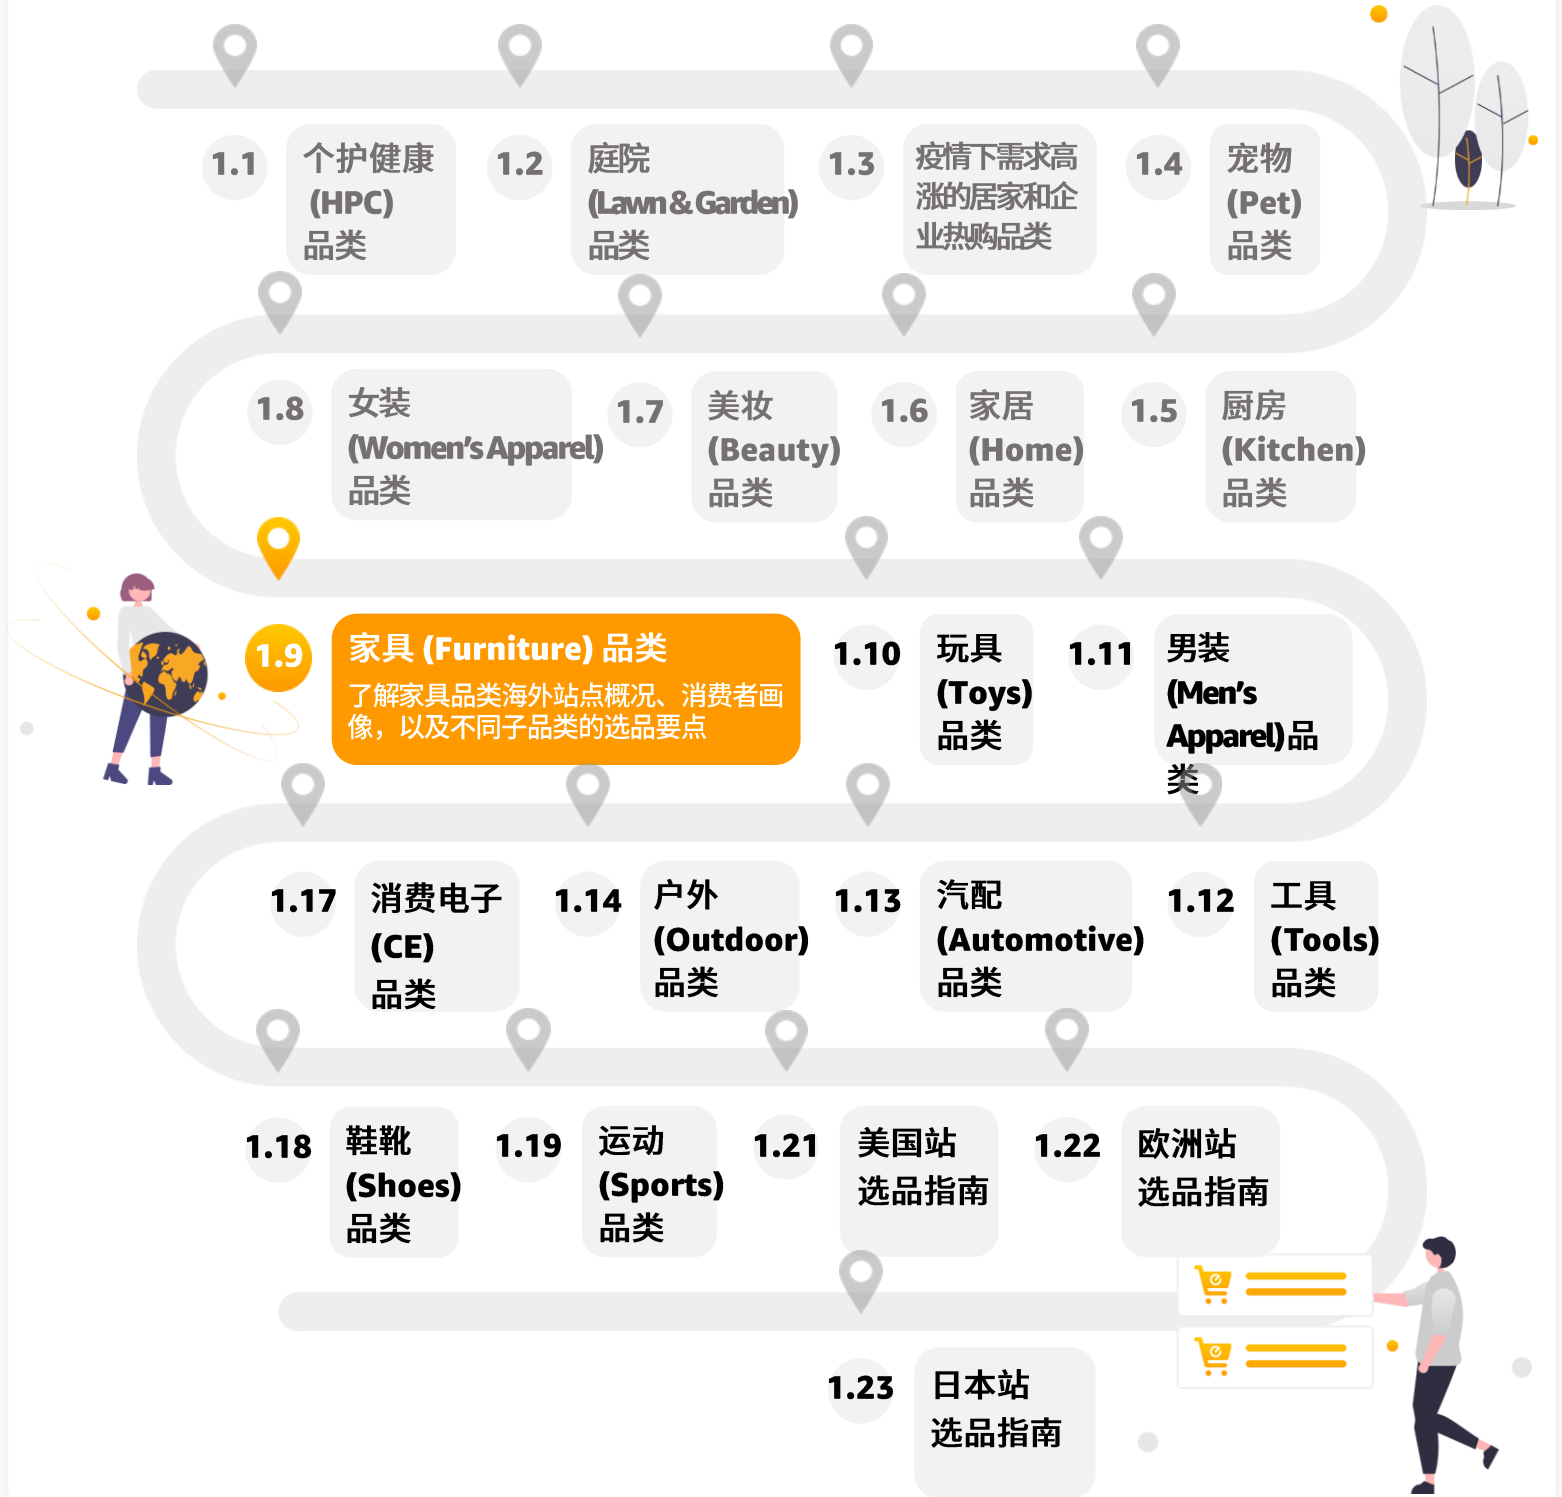 1.1
个护健康
(HPC)
品类
1.2
庭院
(Lawn & Garden)
品类
1.3
疫情下需求高
涨的居家和企
业热购品类
1.4
宠物
(Pet)
品类
1.8
女装
(Women’s Apparel)
品类
1.7
美妆
(Beauty)
品类
1.6
家居
(Home)
品类
1.5
厨房
(Kitchen)
品类
1.9
家具 (Furniture) 品类
了解家具品类海外站点概况、消费者画
像，以及不同子品类的选品要点
1.10
玩具
(Toys)
品类
1.11
男装
(Men’s
Apparel)品
类
1.17
消费电子
(CE)
品类
1.14
户外
(Outdoor)
品类
1.13
汽配
(Automotive)
品类
1.12
工具
(Tools)
品类
1.18
鞋靴
(Shoes)
品类
1.19
运动
(Sports)
品类
1.21
美国站
选品指南
1.22
欧洲站
选品指南
1.23
日本站
选品指南